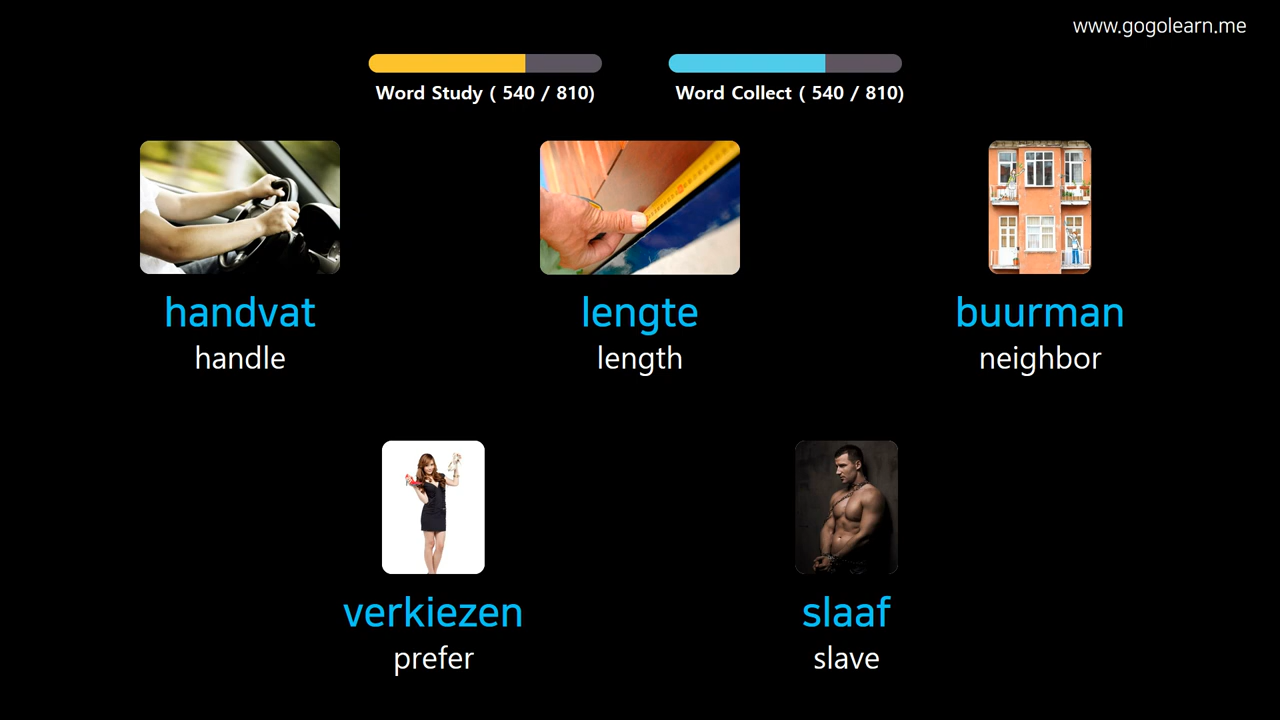 www.gogolearn.me
Word Study ( 540 / 810)
Word Collect ( 540 / 810)
handvat
handle
lengte
length
buurman
neighbor
verkiezen
prefer
slaaf
slave